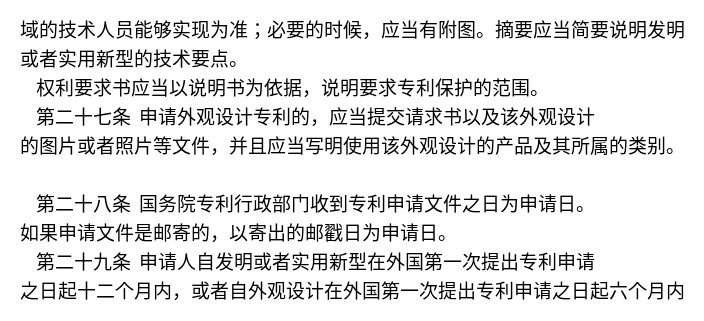 域的技术人员能够实现为准；必要的时候，应当有附图。摘要应当简要说明发明
或者实用新型的技术要点。
权利要求书应当以说明书为依据，说明要求专利保护的范围。
第二十七条 申请外观设计专利的，应当提交请求书以及该外观设计
的图片或者照片等文件，并且应当写明使用该外观设计的产品及其所属的类别。
第二十八条 国务院专利行政部门收到专利申请文件之日为申请日。
如果申请文件是邮寄的，以寄出的邮戳日为申请日。
第二十九条 申请人自发明或者实用新型在外国第一次提出专利申请
之日起十二个月内，或者自外观设计在外国第一次提出专利申请之日起六个月内